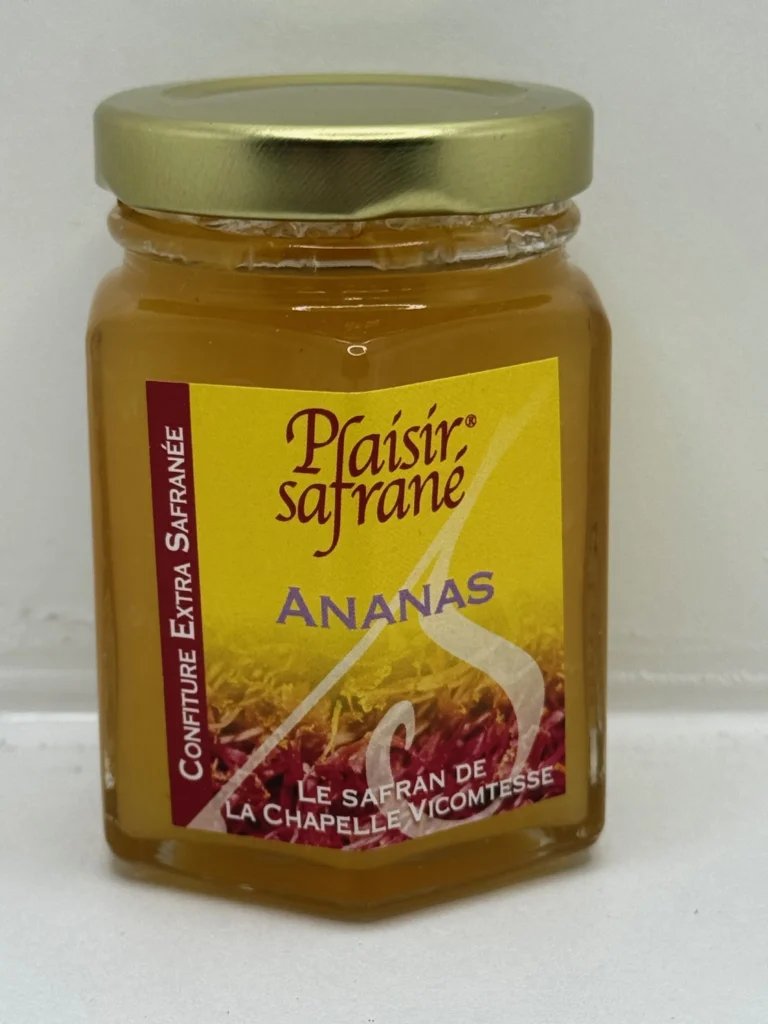 Plaisir®
safrané
ANANAS
CONFITURE EXTRA SAFRANÉE
LE SAFRAN DE
LA CHAPELLE VICOMTESSE